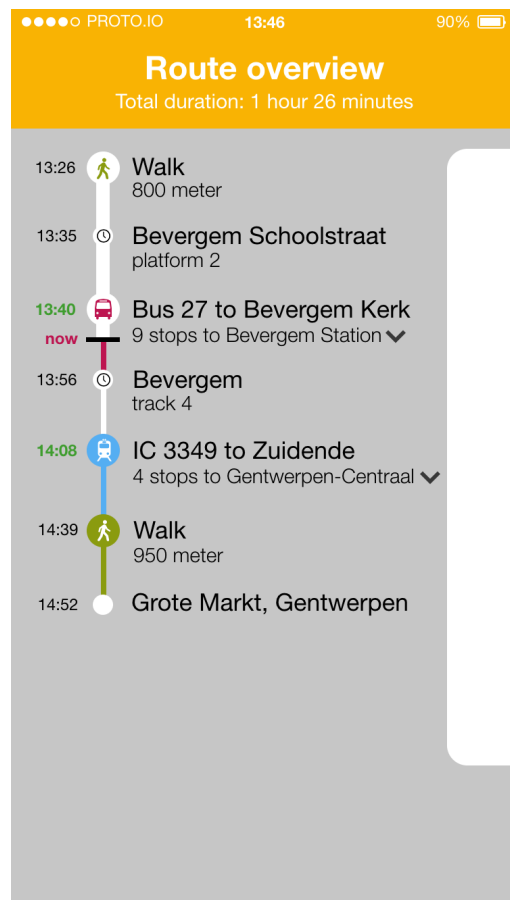 PROTO.IO 13:46 90%
Route overview
Total duration: 1 hour 26 minutes
13:26 Walk
800 meter
13:35 Bevergem Schoolstraat
platform 2
13:40 Bus 27 to Bevergem Kerk
now 9 stops to Bevergem Station
13:56 Bevergem
track 4
14:08 IC 3349 to Zuidende
4 stops to Gentwerpen-Centraal
14:39 Walk
950 meter
14:52 Grote Markt, Gentwerpen